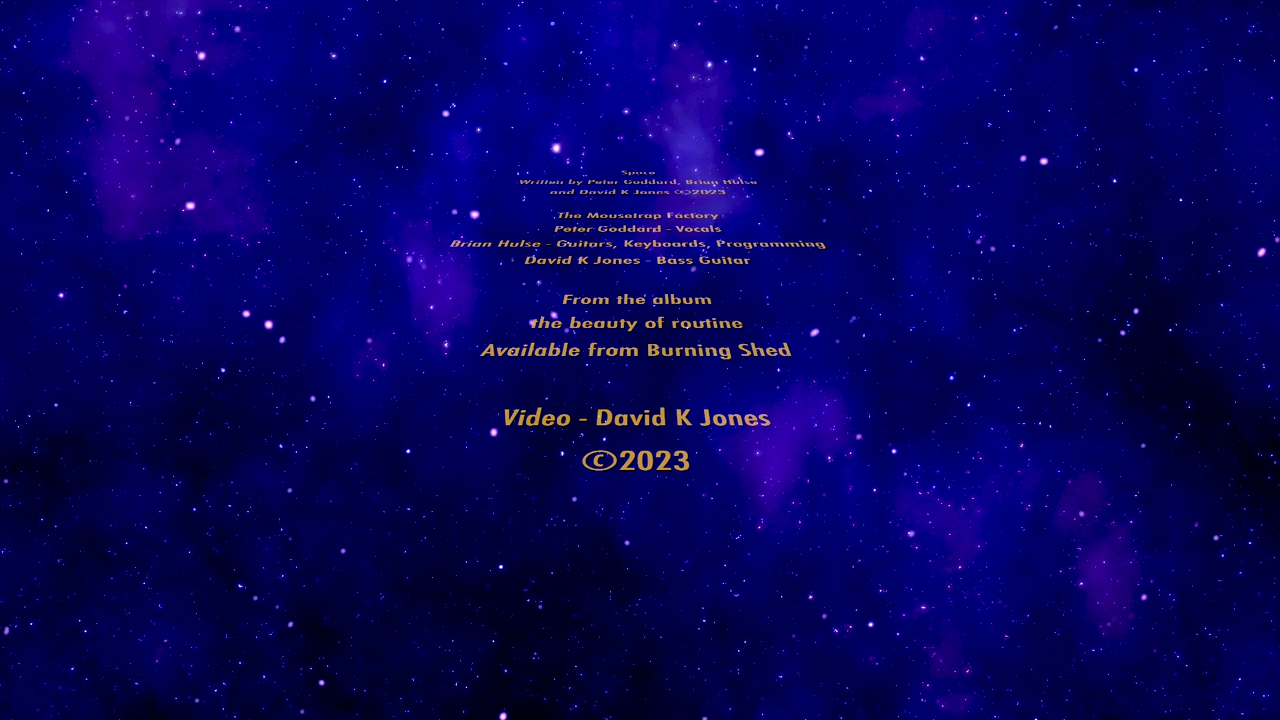 Space
Written by Peter Goddard, Brian Hulse
and David K Jones ©2023
The Mousetrap Factory
Peter Goddard - Vocals
Brian Hulse - Guitars, Keyboards, Programming
David K Jones - Bass Guitar
From the album
the beauty of routine
Available from Burning Shed
Video - David K Jones
©2023